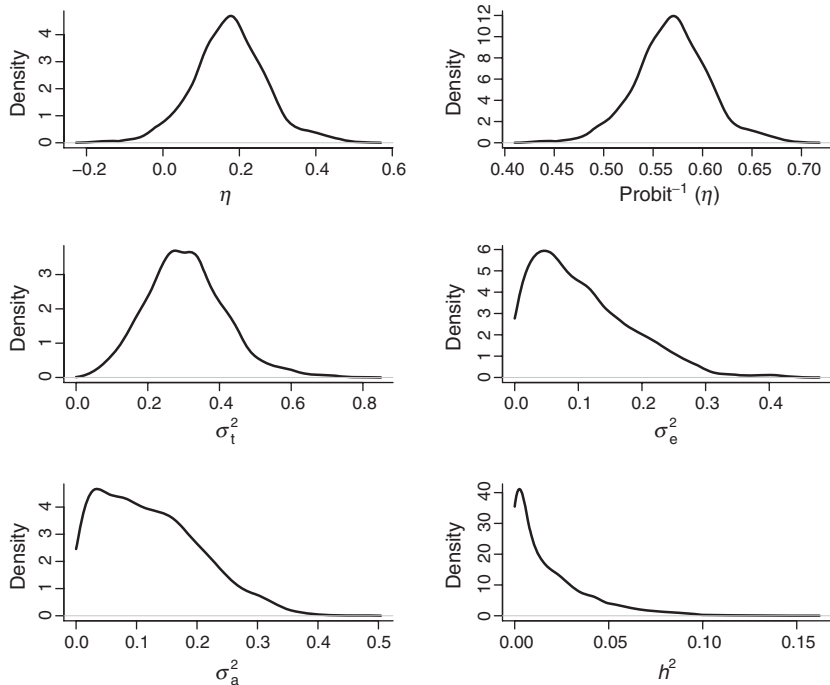 Density
0 1 2 3 4
−0.2 0.0 0.2 0.4 0.6
η
Density
0 2 4 6 8 10 12
0.40 0.45 0.50 0.55 0.60 0.65 0.70
Probit⁻¹ (η)
Density
0 1 2 3
0.0 0.2 0.4 0.6 0.8
σ²t
Density
0 1 2 3 4 5 6
0.0 0.1 0.2 0.3 0.4
σ²e
Density
0 1 2 3 4
0.0 0.1 0.2 0.3 0.4 0.5
σ²a
Density
0 10 20 30 40
0.00 0.05 0.10 0.15
h²